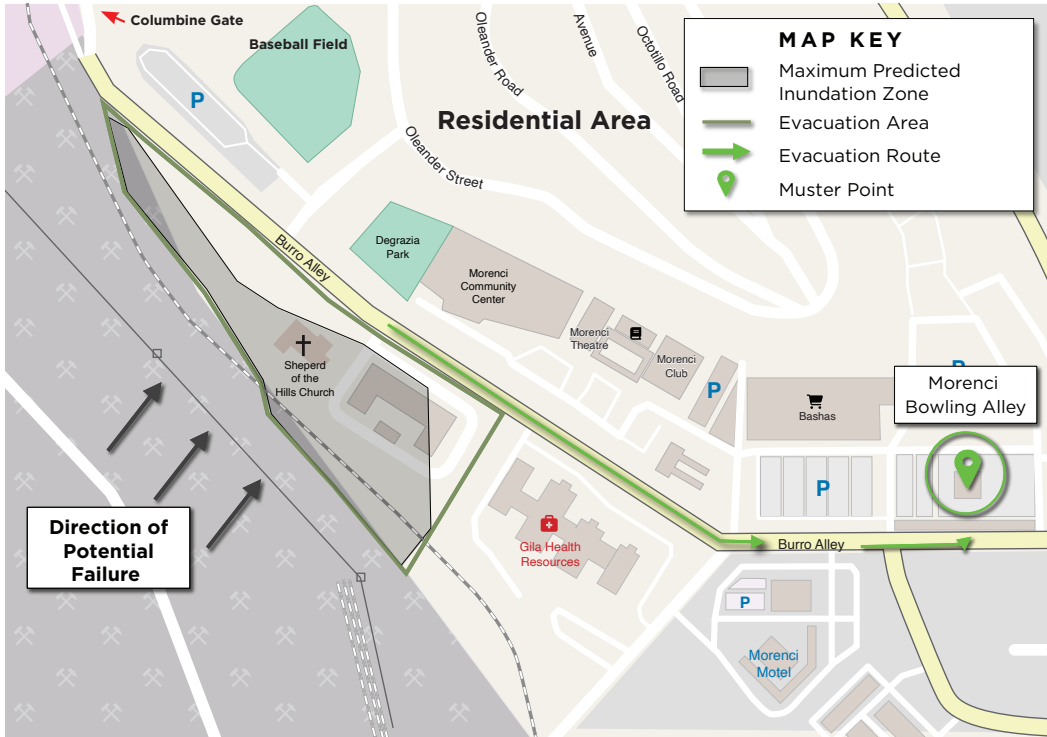 Columbine Gate
Baseball Field
P
Oleander Road
Avenue
Octotillo Road
MAP KEY
Maximum Predicted
Inundation Zone
Evacuation Area
Evacuation Route
Muster Point
Residential Area
Oleander Street
Burro Alley
Degrazia
Park
Morenci
Community
Center
Morenci
Theatre
Morenci
Club
P
Bashas
P
Morenci
Bowling Alley
Sheperd
of the
Hills Church
P
Direction of
Potential
Failure
Gila Health
Resources
Burro Alley
P
Morenci
Motel